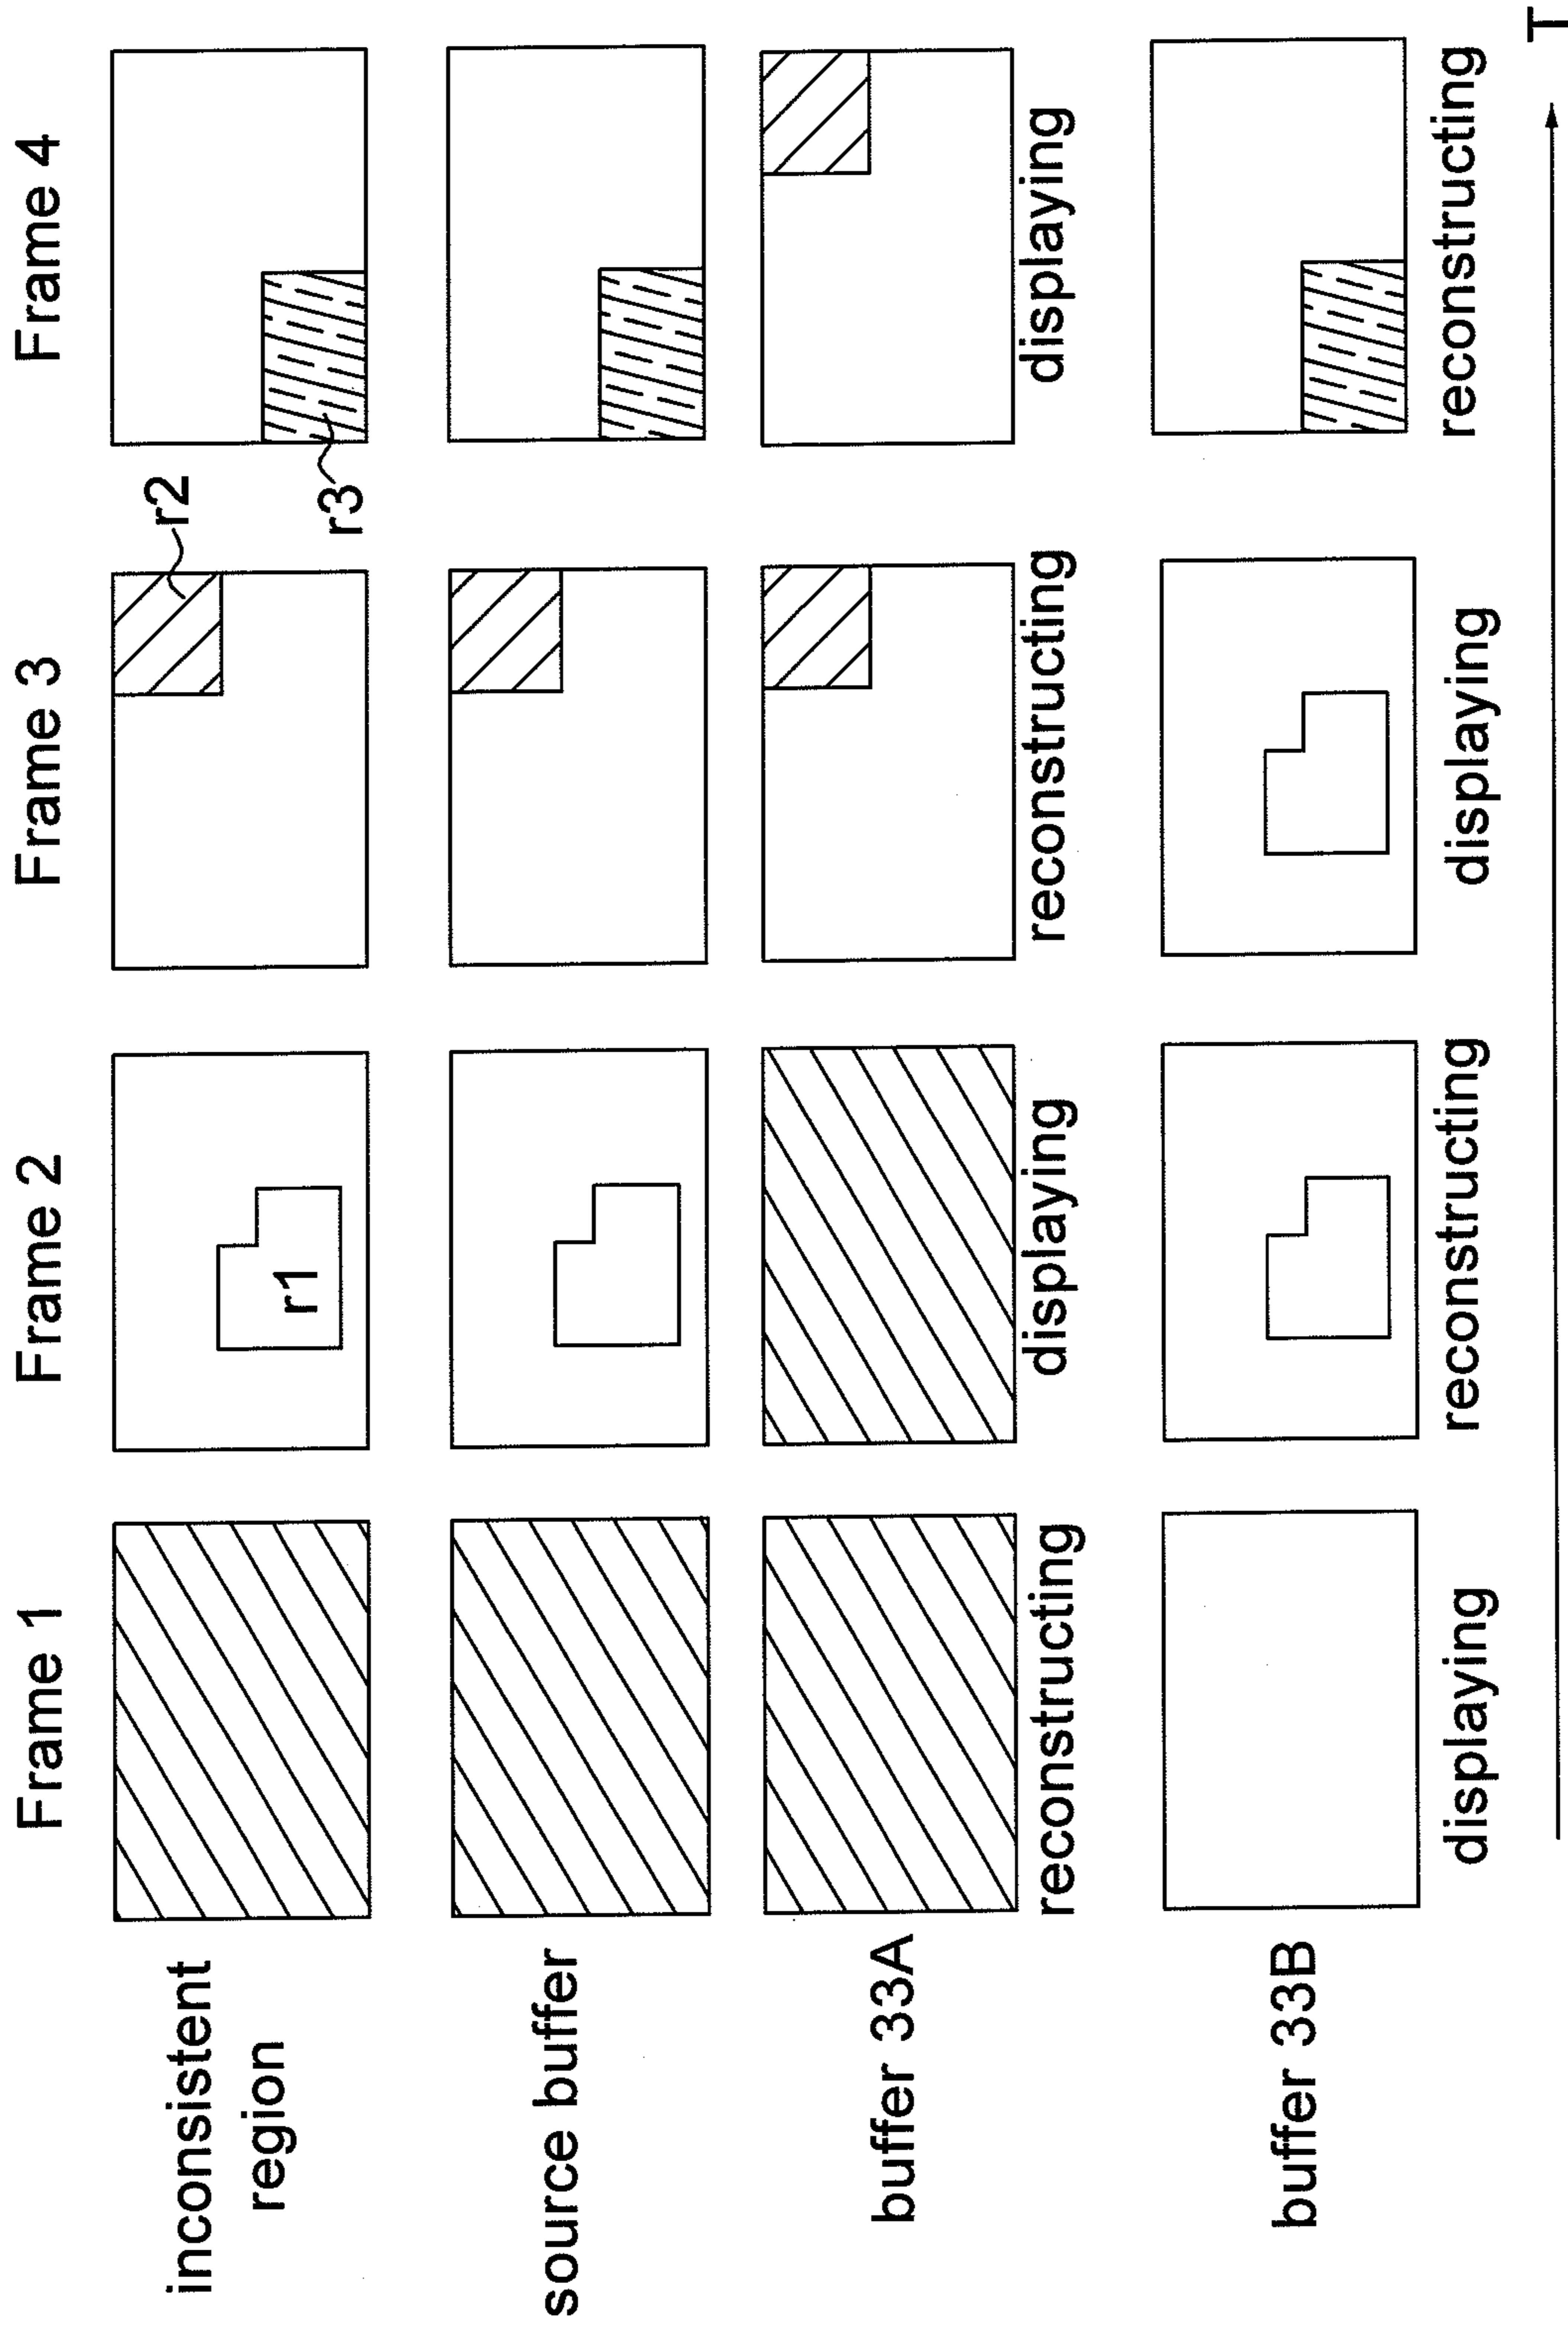 Frame 1
Frame 2
Frame 3
Frame 4
inconsistent
region
r1
r2
r3
source buffer
buffer 33A
reconstructing
displaying
reconstructing
displaying
buffer 33B
displaying
reconstructing
displaying
reconstructing
T